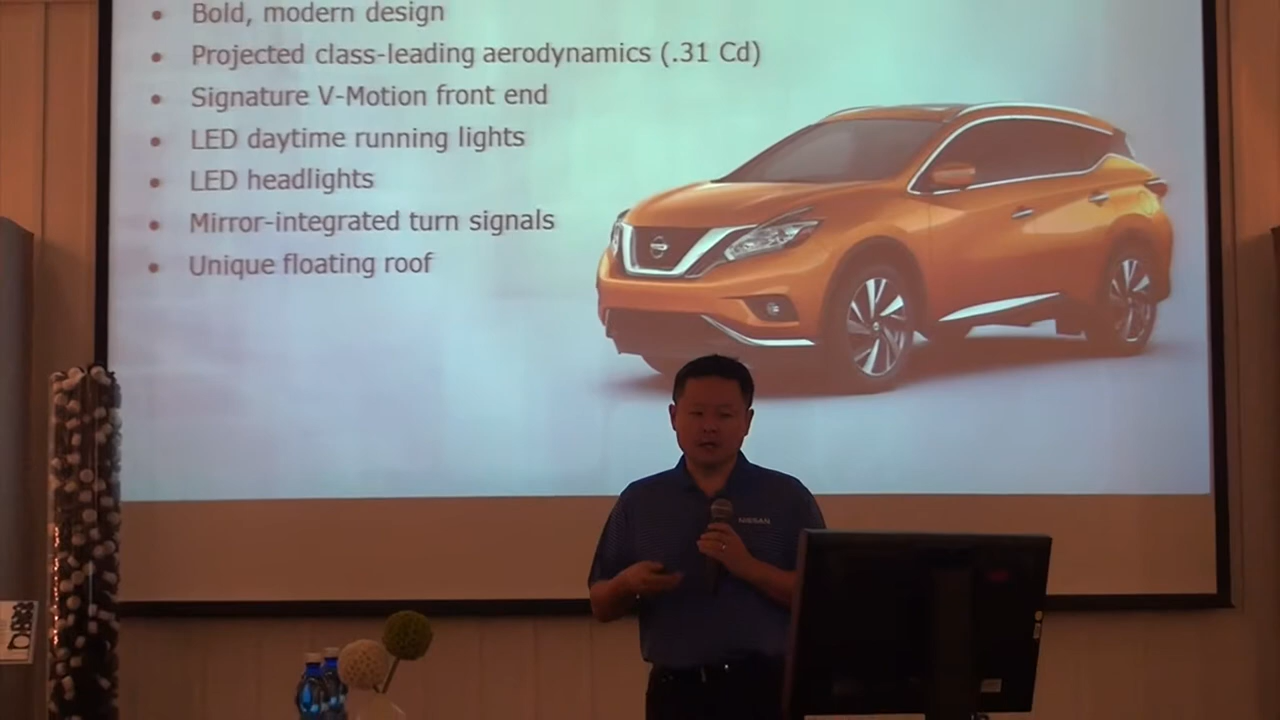 Bold, modern design
Projected class-leading aerodynamics (.31 Cd)
Signature V-Motion front end
LED daytime running lights
LED headlights
Mirror-integrated turn signals
Unique floating roof
NISSAN